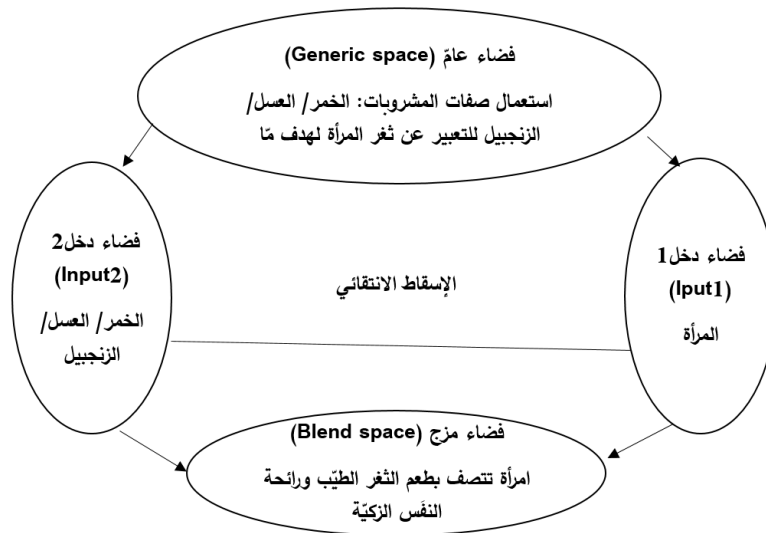 فضاء عامّ (Generic space)
استعمال صفات المشروبات: الخمر/ العسل/
الزنجبيل للتعبير عن ثغر المرأة لهدف مّا
فضاء دخل1
(Iput1)
المرأة
فضاء دخل2
(Input2)
الخمر/ العسل/
الزنجبيل
الإسقاط الانتقائي
فضاء مزج (Blend space)
امرأة تتصف بطعم الثغر الطيّب ورائحة
النفَس الزكيّة